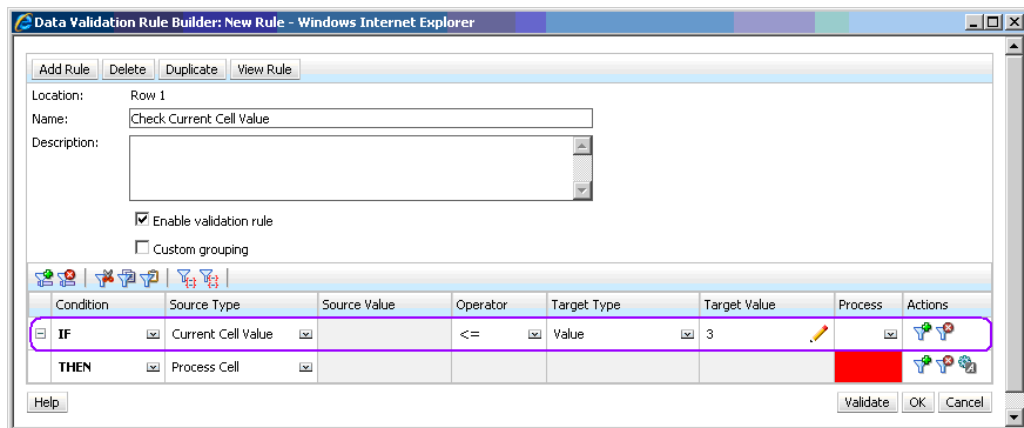 Data Validation Rule Builder: New Rule - Windows Internet Explorer
Add Rule Delete Duplicate View Rule
Location: Row 1
Name: Check Current Cell Value
Description:
Enable validation rule
Custom grouping
Condition Source Type Source Value Operator Target Type Target Value Process Actions
IF Current Cell Value <= Value 3
THEN Process Cell
Help Validate OK Cancel